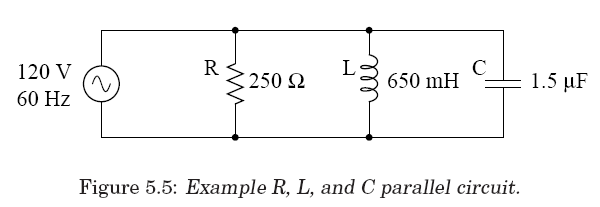 120 V
60 Hz
R
250 Ω
L
650 mH
C
1.5 μF
Figure 5.5: Example R, L, and C parallel circuit.